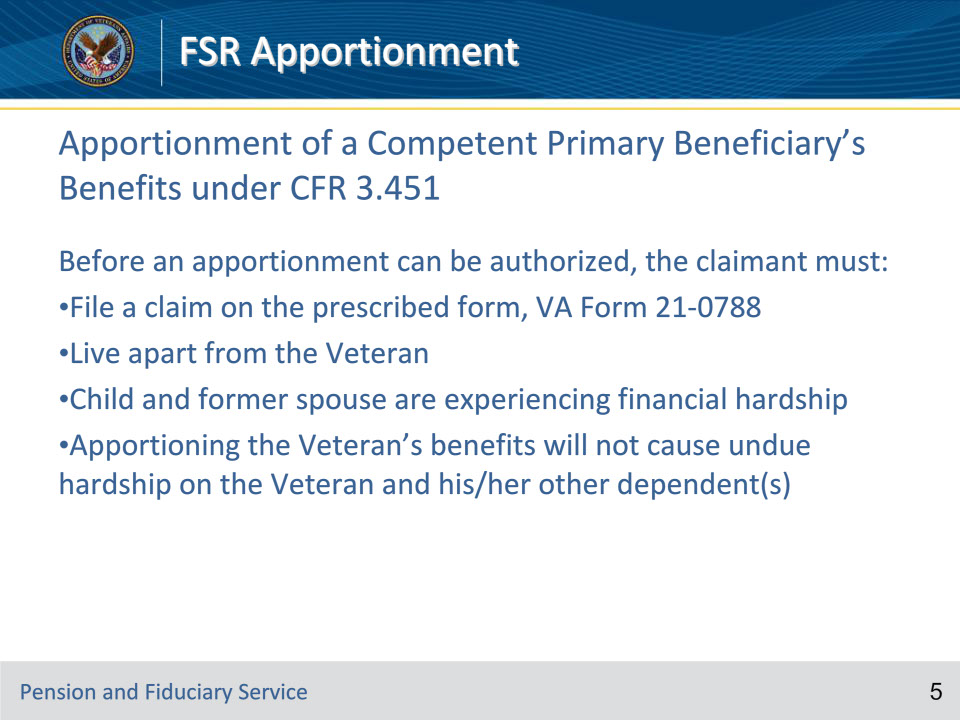 FSR Apportionment
Apportionment of a Competent Primary Beneficiary’s
Benefits under CFR 3.451
Before an apportionment can be authorized, the claimant must:
•File a claim on the prescribed form, VA Form 21-0788
•Live apart from the Veteran
•Child and former spouse are experiencing financial hardship
•Apportioning the Veteran’s benefits will not cause undue
hardship on the Veteran and his/her other dependent(s)
Pension and Fiduciary Service
5